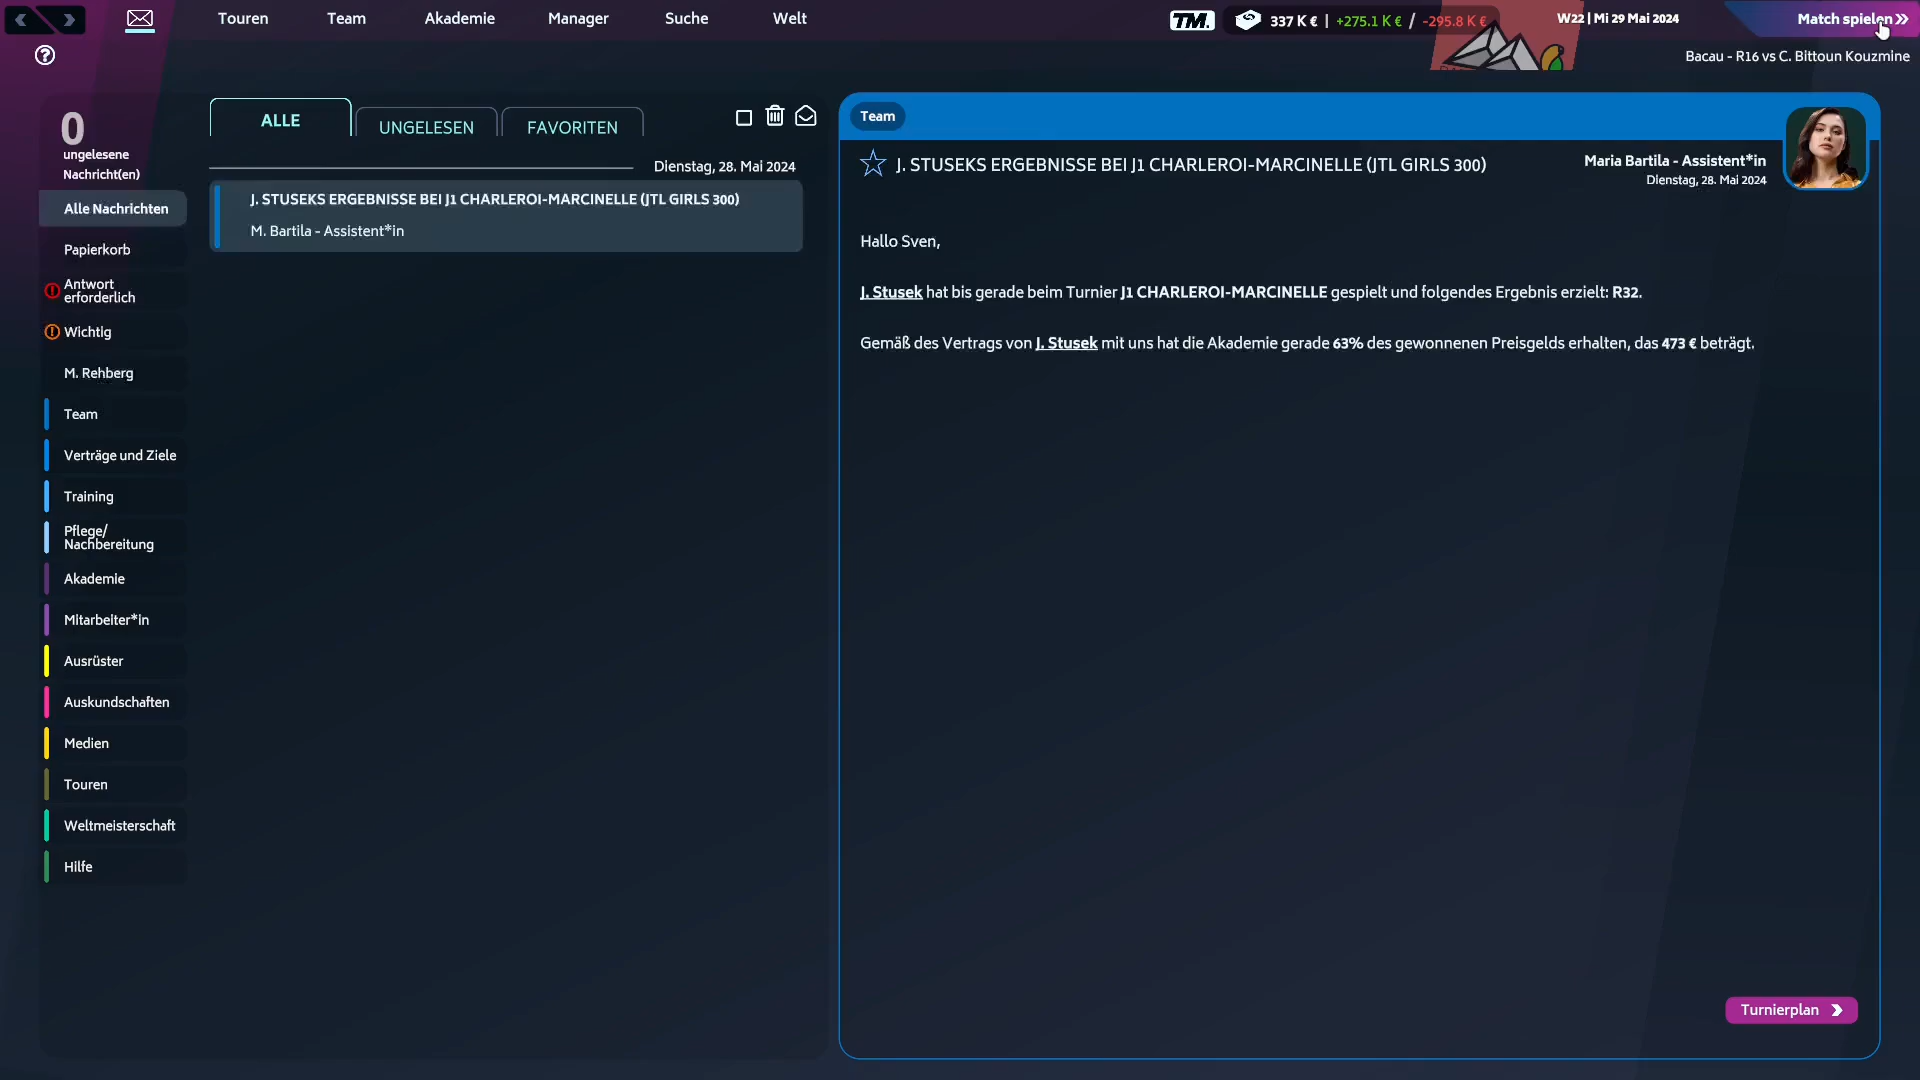 Touren
Team
Akademie
Manager
Suche
Welt
TM.
337 K € | +275.1 K € / -295.8 K €
W22 | Mi 29 Mai 2024
Match spielen
Bacau - R16 vs C. Bittoun Kouzmine
0
ungelesene
Nachricht(en)
Alle Nachrichten
Papierkorb
Antwort
erforderlich
Wichtig
M. Rehberg
Team
Verträge und Ziele
Training
Pflege/
Nachbereitung
Akademie
Mitarbeiter*in
Ausrüster
Auskundschaften
Medien
Touren
Weltmeisterschaft
Hilfe
ALLE
UNGELESEN
FAVORITEN
Dienstag, 28. Mai 2024
J. STUSEKS ERGEBNISSE BEI J1 CHARLEROI-MARCINELLE (JTL GIRLS 300)
M. Bartila - Assistent*in
Team
J. STUSEKS ERGEBNISSE BEI J1 CHARLEROI-MARCINELLE (JTL GIRLS 300)
Maria Bartila - Assistent*in
Dienstag, 28. Mai 2024
Hallo Sven,
J. Stusek hat bis gerade beim Turnier J1 CHARLEROI-MARCINELLE gespielt und folgendes Ergebnis erzielt: R32.
Gemäß des Vertrags von J. Stusek mit uns hat die Akademie gerade 63% des gewonnenen Preisgelds erhalten, das 473 € beträgt.
Turnierplan